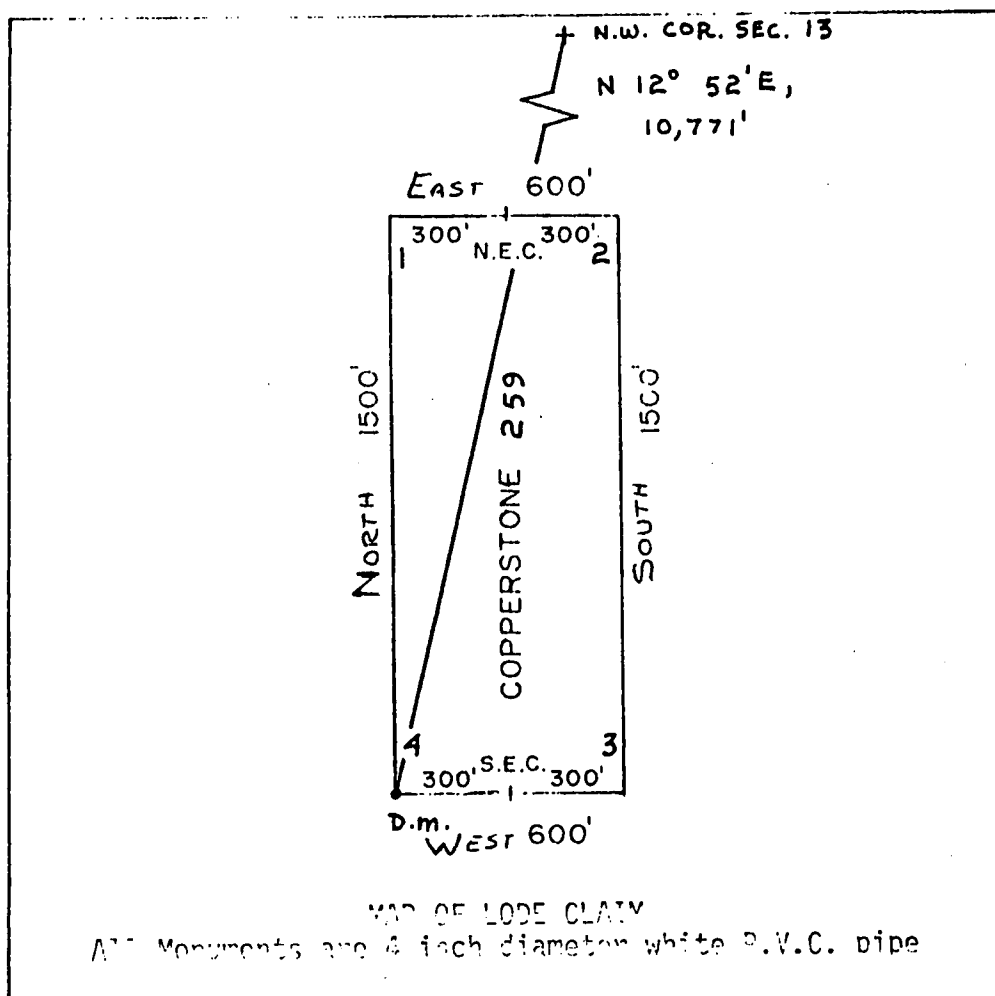 N.W. COR. SEC. 13
N 12° 52'E,
10,771'
EAST 600'
300' 300'
1 N.E.C. 2
NORTH 1500'
COPPERSTONE 259
SOUTH 1500'
4 3
300' S.E.C. 300'
D.M.
WEST 600'
MAP OF LODE CLAIM
All Monuments are 4 inch diameter white P.V.C. pipe